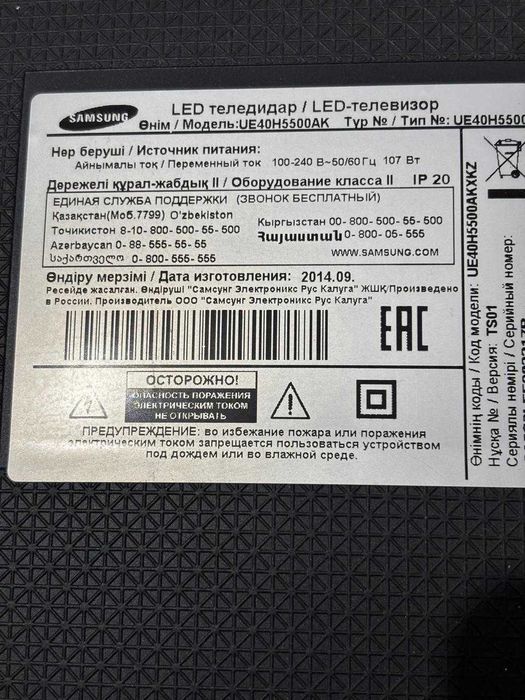 SAMSUNG
LED теледидар / LED-телевизор
Өнім / Модель:UE40H5500AK Түр № / Тип №: UE40H5500
Нәр беруші / Источник питания:
Айнымалы ток / Переменный ток 100-240 В~50/60Гц 107 Вт
Дәрежелі құрал-жабдық II / Оборудование класса II IP 20
ЕДИНАЯ СЛУЖБА ПОДДЕРЖКИ (ЗВОНОК БЕСПЛАТНЫЙ)
Қазақстан(Моб.7799) O'zbekiston
Тоҷикистон 8-10-800-500-55-500
Кыргызстан 00-800-500-55-500
Azərbaycan 0-88-555-55-55
Հայաստան 0-800-05-555
საქართველო 0-800-555-555
WWW.SAMSUNG.COM
Өндіру мерзімі / Дата изготовления: 2014.09.
Ресейде жасалған. Өндіруші "Самсунг Электроникс Рус Калуга" ЖШҚ/Произведено
в России. Производитель ООО "Самсунг Электроникс Рус Калуга"
EAC
ОСТОРОЖНО!
ОПАСНОСТЬ ПОРАЖЕНИЯ
ЭЛЕКТРИЧЕСКИМ ТОКОМ
НЕ ОТКРЫВАТЬ
ПРЕДУПРЕЖДЕНИЕ: во избежание пожара или поражения
электрическим током запрещается пользоваться устройством
под дождем или во влажной среде.
Өнімнің коды / Код модели: UE40H5500AKXKZ
Нұсқа № / Версия: TS01
Сериялы нөмірі / Серийный номер: